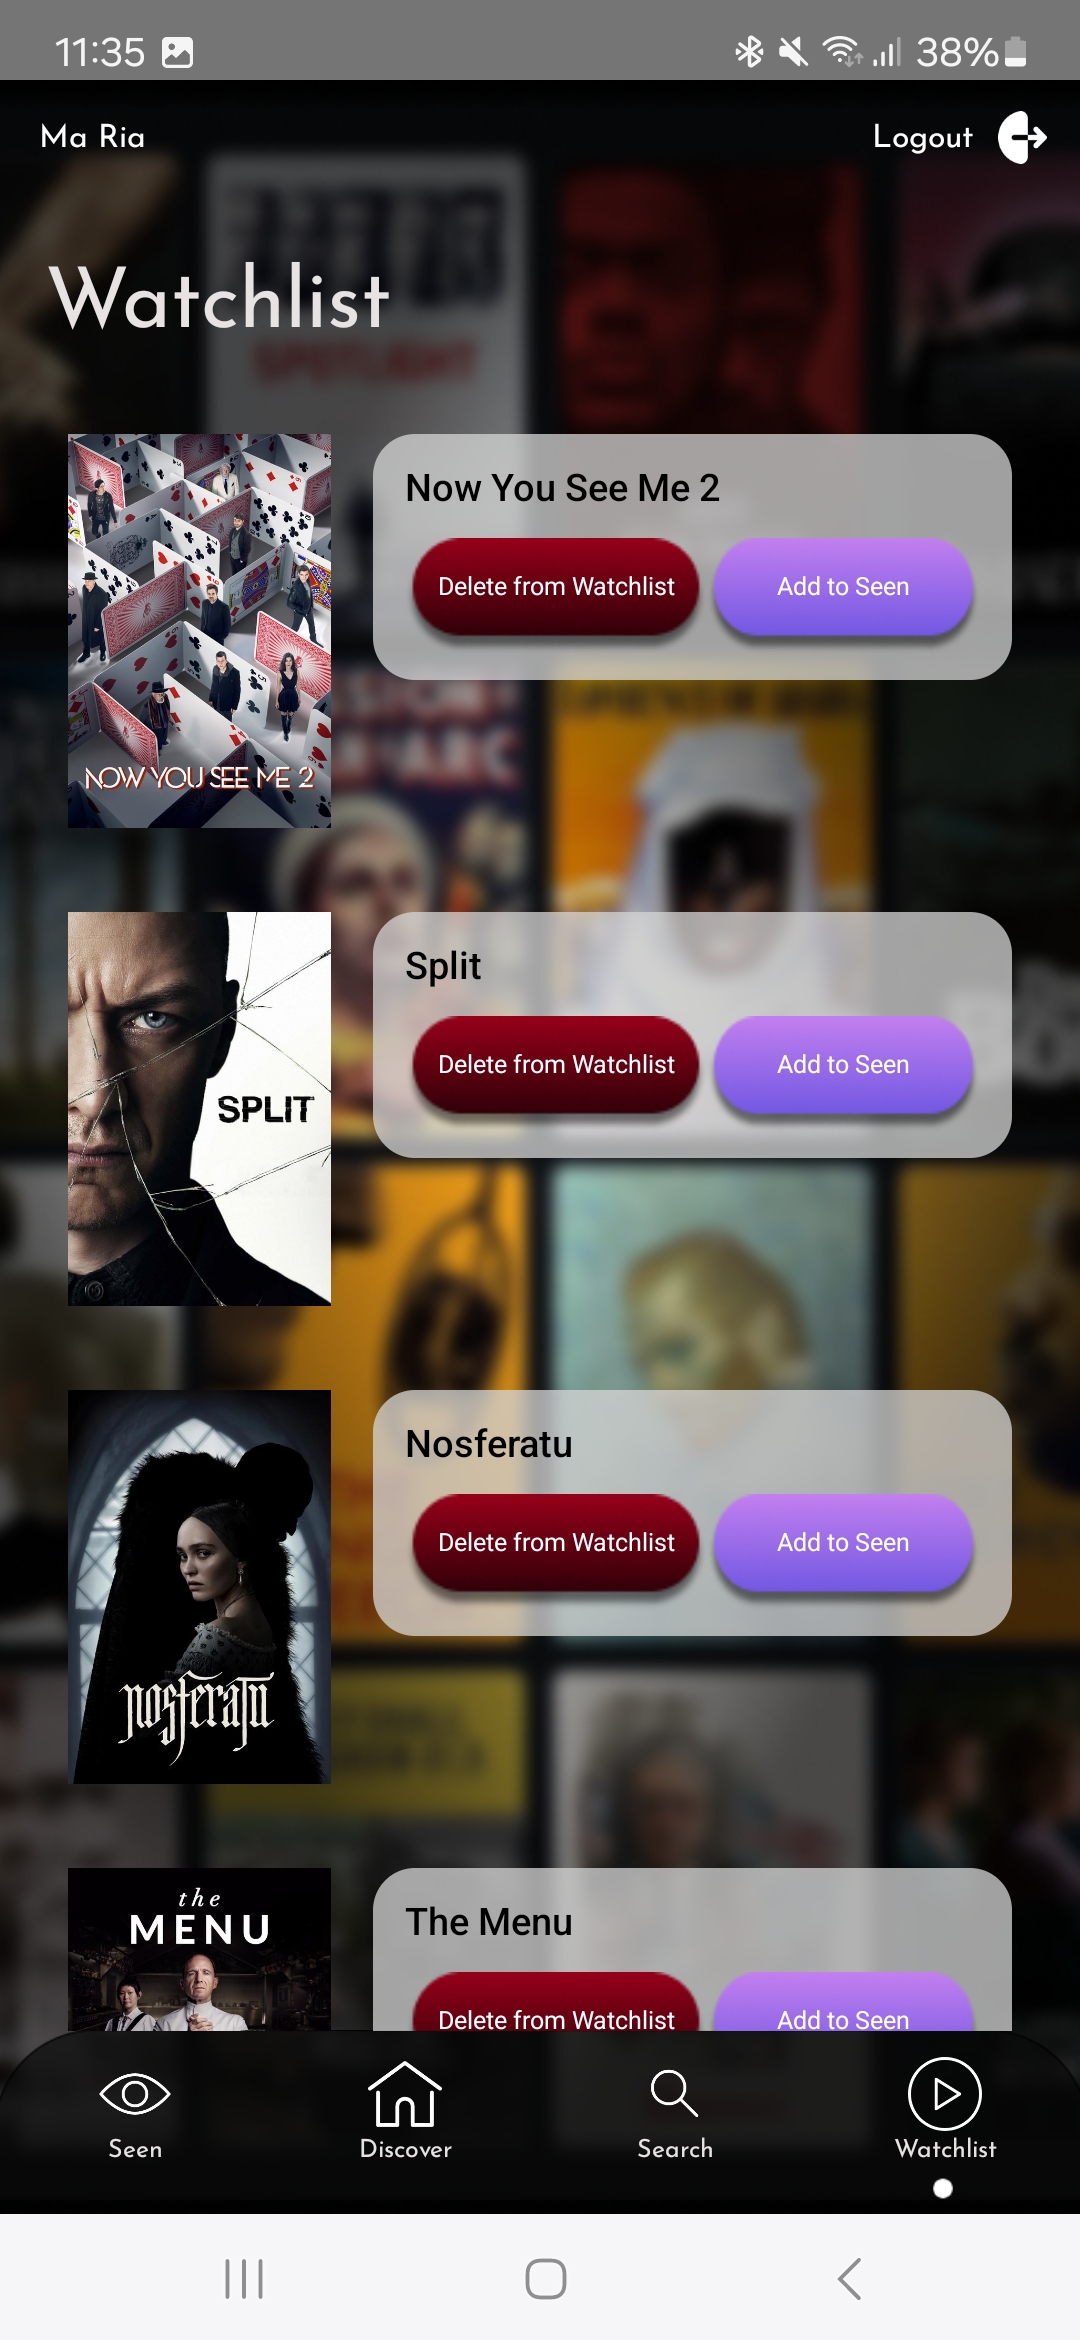 11:35
38%
Ma Ria
Logout
Watchlist
SPOTLIGHT
Now You See Me 2
Delete from Watchlist
Add to Seen
NOW YOU SEE ME 2
Split
Delete from Watchlist
Add to Seen
SPLIT
Nosferatu
Delete from Watchlist
Add to Seen
nosferatu
the
MENU
The Menu
Delete from Watchlist
Add to Seen
Seen
Discover
Search
Watchlist